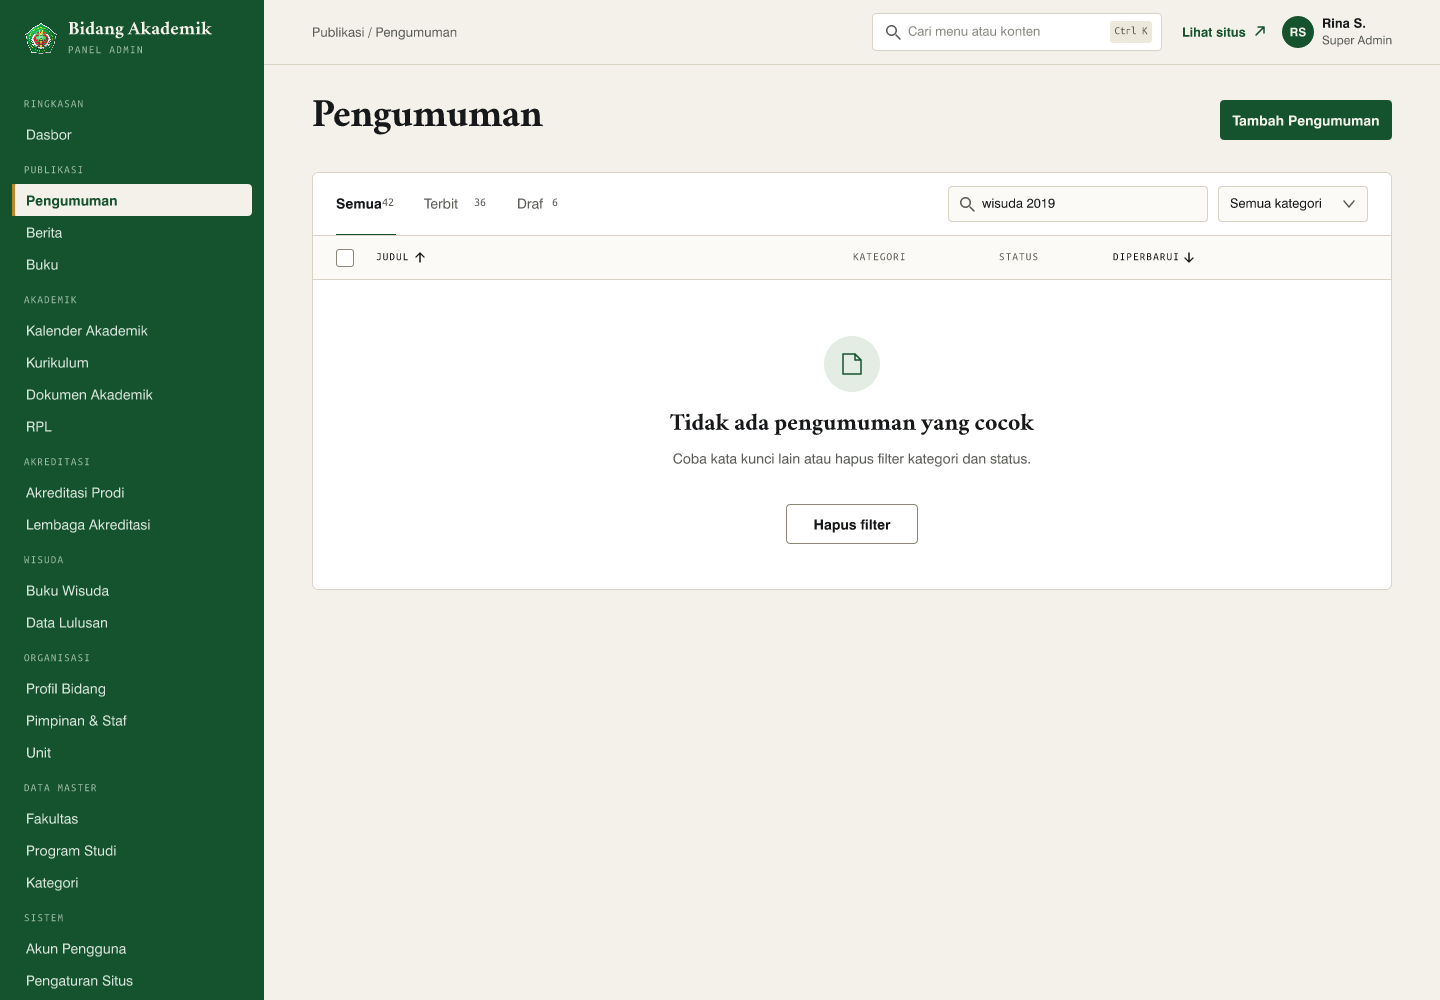 Bidang Akademik
PANEL ADMIN
RINGKASAN
Dasbor
PUBLIKASI
Pengumuman
Berita
Buku
AKADEMIK
Kalender Akademik
Kurikulum
Dokumen Akademik
RPL
AKREDITASI
Akreditasi Prodi
Lembaga Akreditasi
WISUDA
Buku Wisuda
Data Lulusan
ORGANISASI
Profil Bidang
Pimpinan & Staf
Unit
DATA MASTER
Fakultas
Program Studi
Kategori
SISTEM
Akun Pengguna
Pengaturan Situs
Publikasi / Pengumuman
Cari menu atau konten Ctrl K
Lihat situs
RS
Rina S.
Super Admin
Pengumuman
Tambah Pengumuman
Semua 42 Terbit 36 Draf 6
wisuda 2019
Semua kategori
JUDUL KATEGORI STATUS DIPERBARUI
Tidak ada pengumuman yang cocok
Coba kata kunci lain atau hapus filter kategori dan status.
Hapus filter